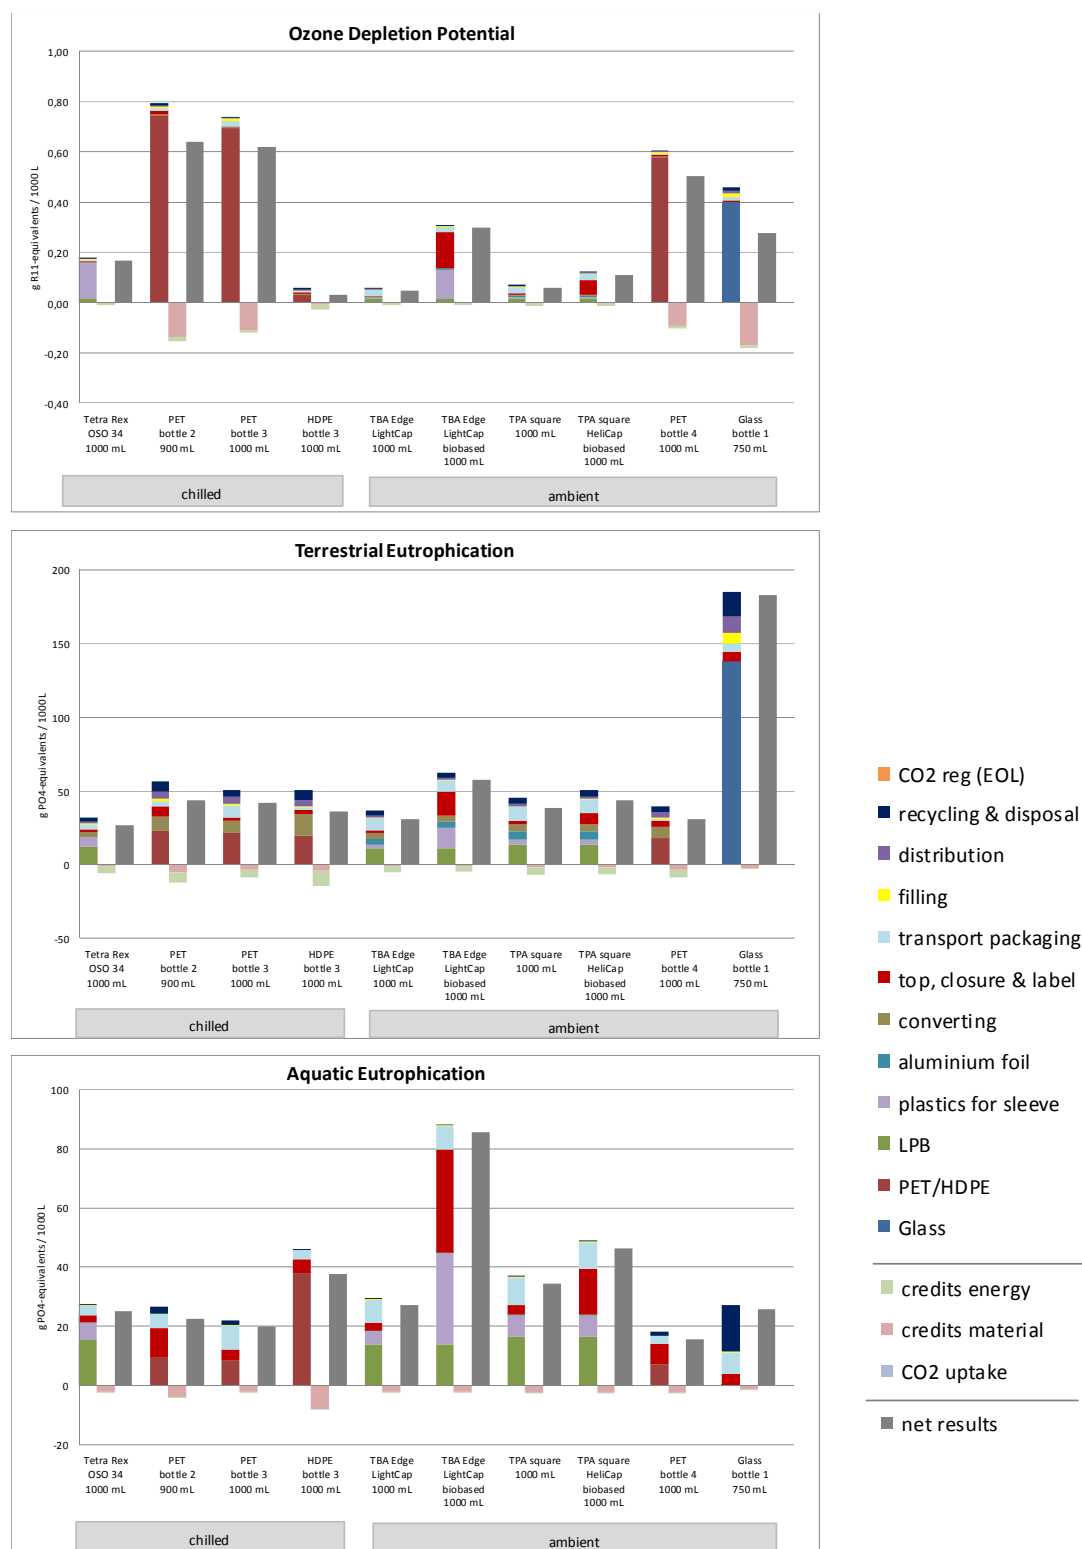 Ozone Depletion Potential
g R11-equivalents / 1000 L
1,00
0,80
0,60
0,40
0,20
0,00
-0,20
-0,40
Tetra Rex
OSO 34
1000 mL
PET
bottle 2
900 mL
PET
bottle 3
1000 mL
HDPE
bottle 3
1000 mL
TBA Edge
LightCap
1000 mL
TBA Edge
LightCap
biobased
1000 mL
TPA square
1000 mL
TPA square
HeliCap
biobased
1000 mL
PET
bottle 4
1000 mL
Glass
bottle 1
750 mL
chilled
ambient
Terrestrial Eutrophication
g PO4-equivalents / 1000L
200
150
100
50
0
-50
Tetra Rex
OSO 34
1000 mL
PET
bottle 2
900 mL
PET
bottle 3
1000 mL
HDPE
bottle 3
1000 mL
TBA Edge
LightCap
1000 mL
TBA Edge
LightCap
biobased
1000 mL
TPA square
1000 mL
TPA square
HeliCap
biobased
1000 mL
PET
bottle 4
1000 mL
Glass
bottle 1
750 mL
chilled
ambient
Aquatic Eutrophication
g PO4-equivalents / 1000 L
100
80
60
40
20
0
-20
Tetra Rex
OSO 34
1000 mL
PET
bottle 2
900 mL
PET
bottle 3
1000 mL
HDPE
bottle 3
1000 mL
TBA Edge
LightCap
1000 mL
TBA Edge
LightCap
biobased
1000 mL
TPA square
1000 mL
TPA square
HeliCap
biobased
1000 mL
PET
bottle 4
1000 mL
Glass
bottle 1
750 mL
chilled
ambient
CO2 reg (EOL)
recycling & disposal
distribution
filling
transport packaging
top, closure & label
converting
aluminium foil
plastics for sleeve
LPB
PET/HDPE
Glass
credits energy
credits material
CO2 uptake
net results